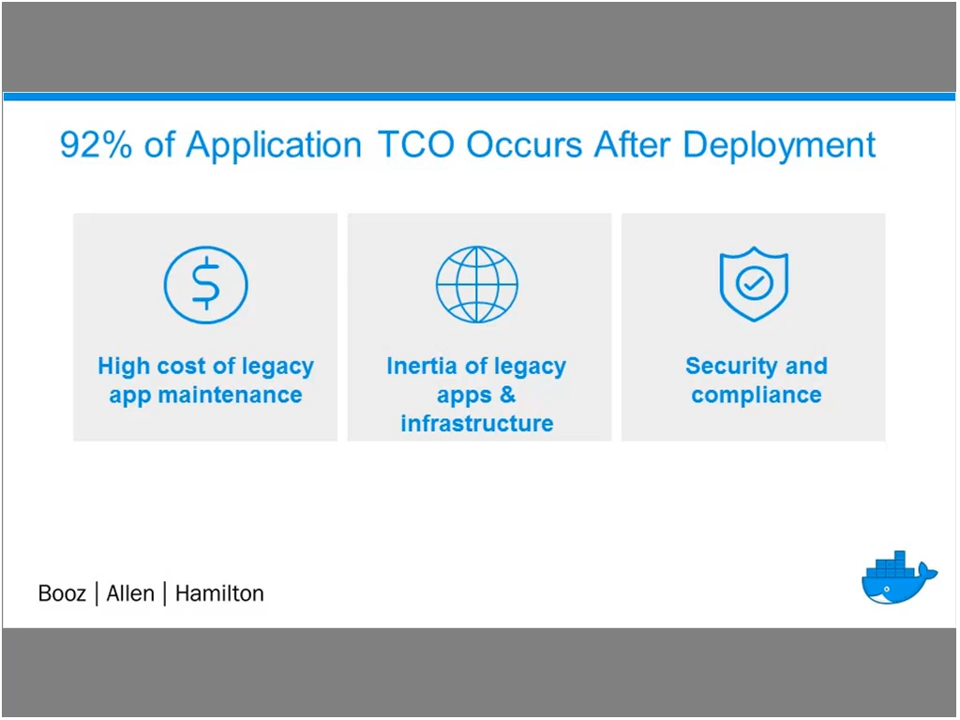 92% of Application TCO Occurs After Deployment
High cost of legacy
app maintenance
Inertia of legacy
apps &
infrastructure
Security and
compliance
Booz | Allen | Hamilton